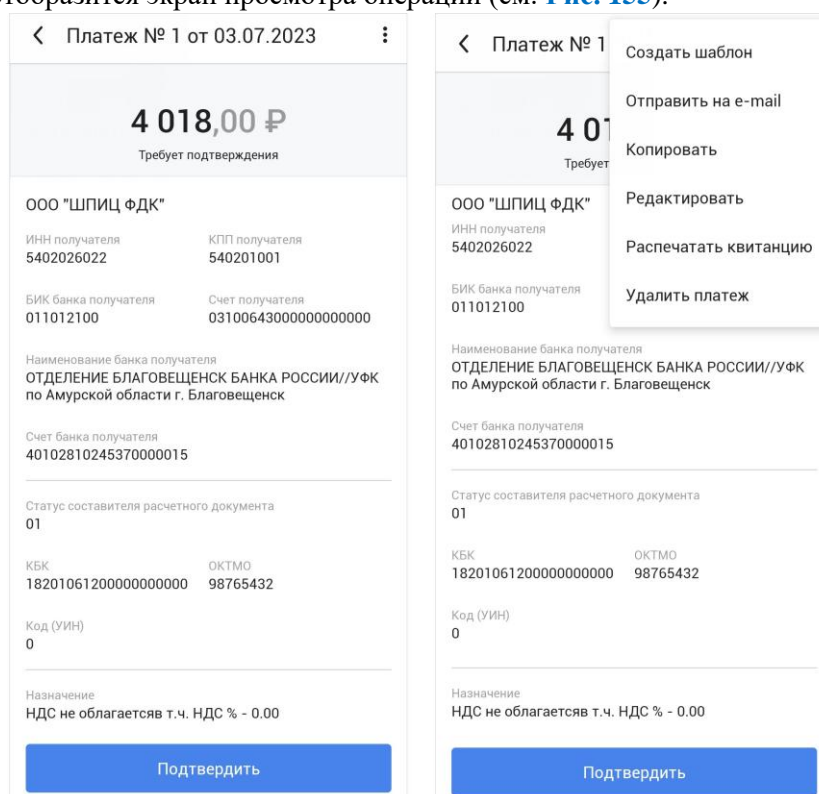 отобразится экран просмотра операции (см. Рис. 155).
Платеж № 1 от 03.07.2023
4 018,00 ₽
Требует подтверждения
ООО "ШПИЦ ФДК"
ИНН получателя КПП получателя
5402026022 540201001
БИК банка получателя Счет получателя
011012100 03100643000000000000
Наименование банка получателя
ОТДЕЛЕНИЕ БЛАГОВЕЩЕНСК БАНКА РОССИИ//УФК
по Амурской области г. Благовещенск
Счет банка получателя
40102810245370000015
Статус составителя расчетного документа
01
КБК ОКТМО
18201061200000000000 98765432
Код (УИН)
0
Назначение
НДС не облагаетсяв т.ч. НДС % - 0.00
Подтвердить
Платеж № 1
4 01
Требует
Создать шаблон
Отправить на e-mail
Копировать
Редактировать
Распечатать квитанцию
Удалить платеж
ООО "ШПИЦ ФДК"
ИНН получателя
5402026022
БИК банка получателя
011012100
Наименование банка получателя
ОТДЕЛЕНИЕ БЛАГОВЕЩЕНСК БАНКА РОССИИ//УФК
по Амурской области г. Благовещенск
Счет банка получателя
40102810245370000015
Статус составителя расчетного документа
01
КБК ОКТМО
18201061200000000000 98765432
Код (УИН)
0
Назначение
НДС не облагаетсяв т.ч. НДС % - 0.00
Подтвердить